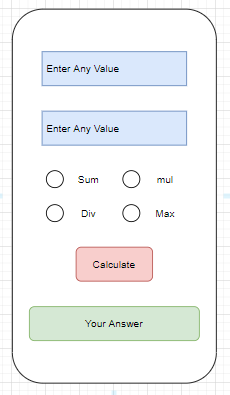 Enter Any Value
Enter Any Value
Sum mul
Div Max
Calculate
Your Answer